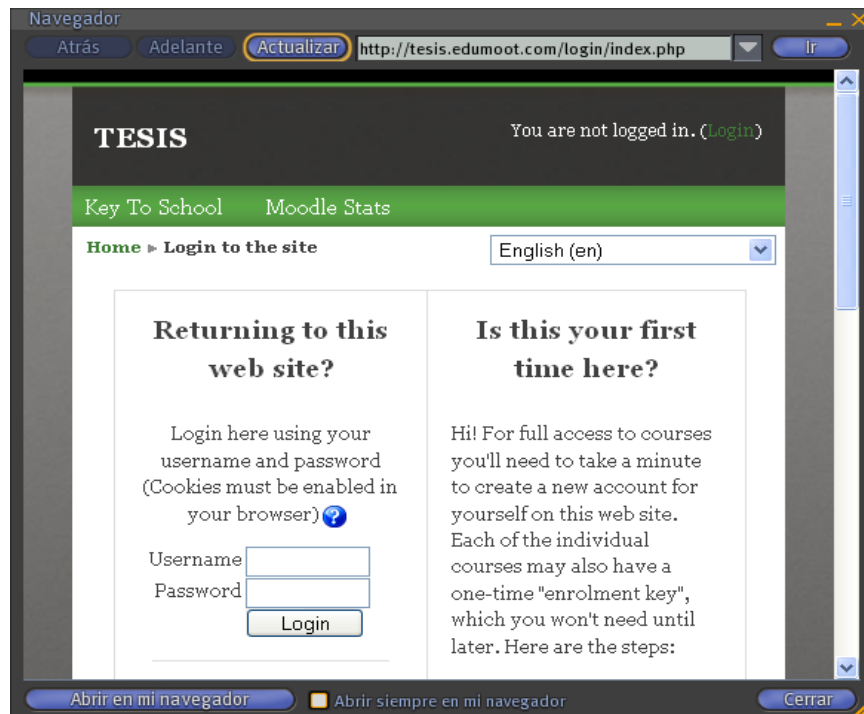 Navegador
Atrás Adelante Actualizar http://tesis.edumoot.com/login/index.php Ir
TESIS
You are not logged in. (Login)
Key To School Moodle Stats
Home ▶ Login to the site
English (en)
Returning to this
web site?
Login here using your
username and password
(Cookies must be enabled in
your browser)
Username
Password
Login
Is this your first
time here?
Hi! For full access to courses
you'll need to take a minute
to create a new account for
yourself on this web site.
Each of the individual
courses may also have a
one-time "enrolment key",
which you won't need until
later. Here are the steps:
Abrir en mi navegador Abrir siempre en mi navegador Cerrar